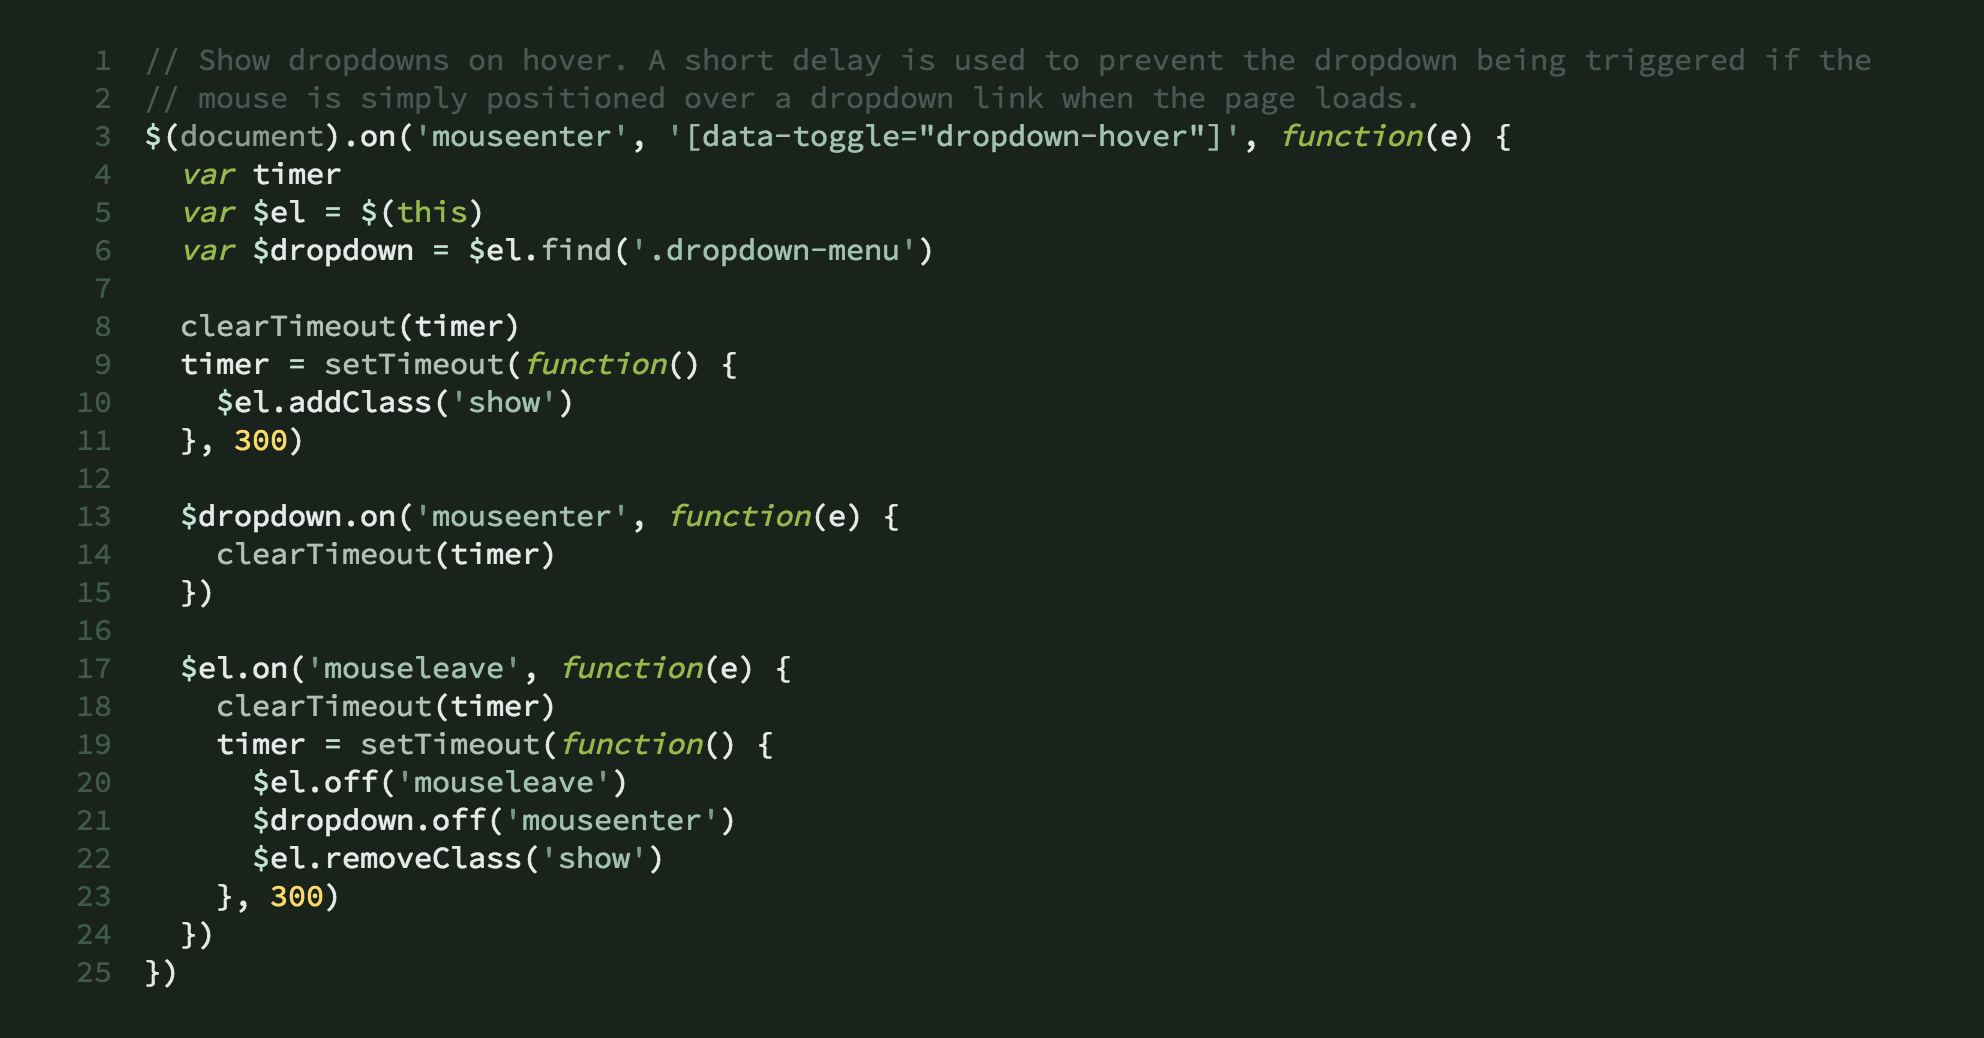 1 // Show dropdowns on hover. A short delay is used to prevent the dropdown being triggered if the
2 // mouse is simply positioned over a dropdown link when the page loads.
3 $(document).on('mouseenter', '[data-toggle="dropdown-hover"]', function(e) {
4   var timer
5   var $el = $(this)
6   var $dropdown = $el.find('.dropdown-menu')
7
8   clearTimeout(timer)
9   timer = setTimeout(function() {
10     $el.addClass('show')
11   }, 300)
12
13   $dropdown.on('mouseenter', function(e) {
14     clearTimeout(timer)
15   })
16
17   $el.on('mouseleave', function(e) {
18     clearTimeout(timer)
19     timer = setTimeout(function() {
20       $el.off('mouseleave')
21       $dropdown.off('mouseenter')
22       $el.removeClass('show')
23     }, 300)
24   })
25 })